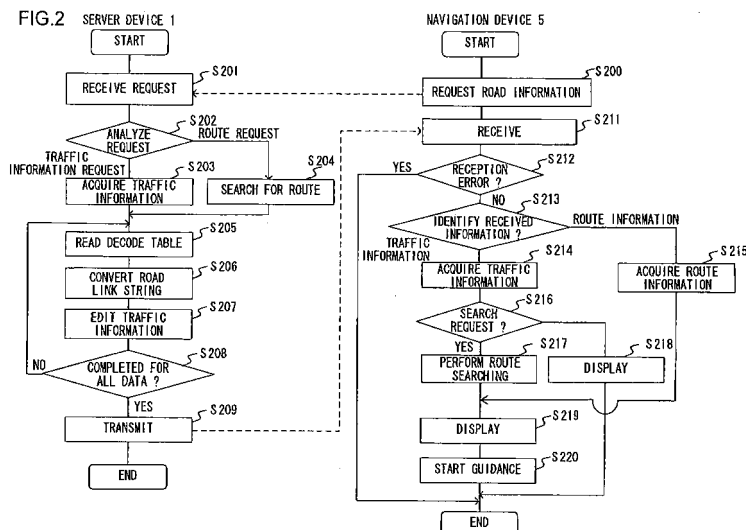 FIG.2
SERVER DEVICE 1
START
S201
RECEIVE REQUEST
S202
ANALYZE
REQUEST
ROUTE REQUEST
TRAFFIC
INFORMATION REQUEST
S203
ACQUIRE TRAFFIC
INFORMATION
S204
SEARCH FOR ROUTE
S205
READ DECODE TABLE
S206
CONVERT ROAD
LINK STRING
S207
EDIT TRAFFIC
INFORMATION
S208
NO
COMPLETED FOR
ALL DATA ?
YES
S209
TRANSMIT
END
NAVIGATION DEVICE 5
START
S200
REQUEST ROAD INFORMATION
S211
RECEIVE
S212
YES
RECEPTION
ERROR ?
NO
S213
IDENTIFY RECEIVED
INFORMATION ?
ROUTE INFORMATION
TRAFFIC
INFORMATION
S214
ACQUIRE TRAFFIC
INFORMATION
S215
ACQUIRE ROUTE
INFORMATION
S216
SEARCH
REQUEST ?
YES
S217
PERFORM ROUTE
SEARCHING
S218
DISPLAY
S219
DISPLAY
S220
START GUIDANCE
END